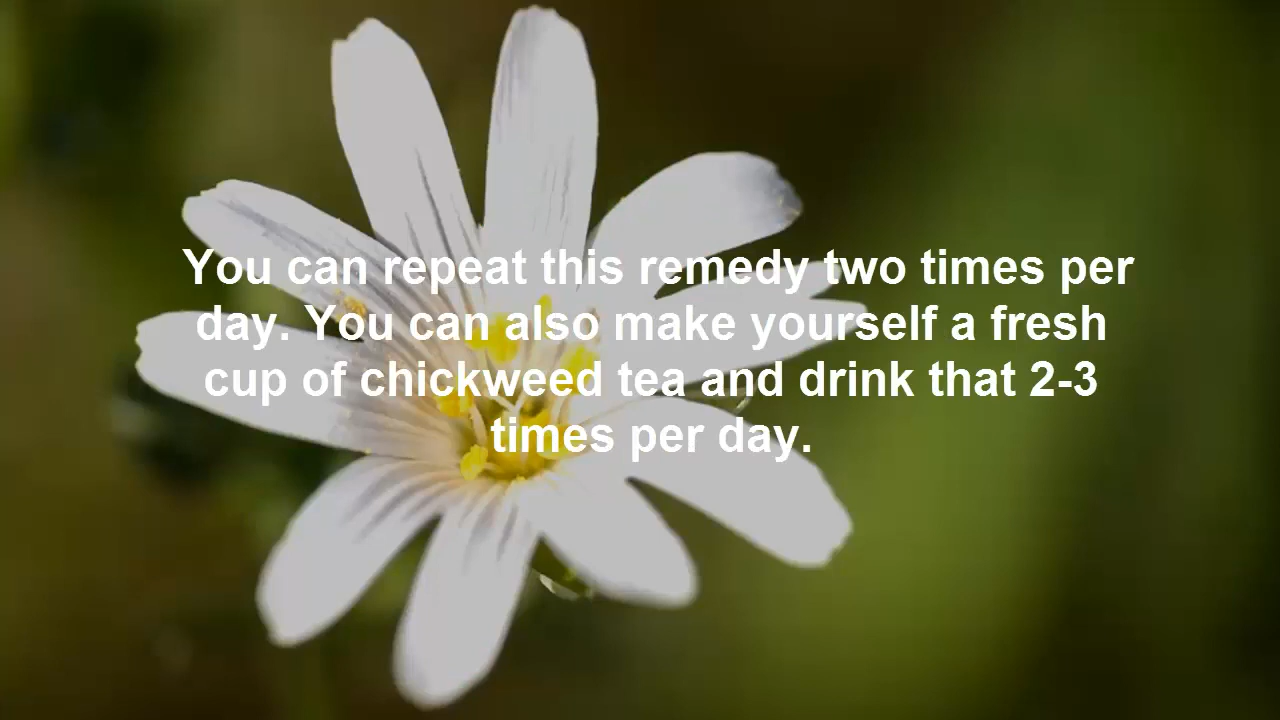 You can repeat this remedy two times per
day. You can also make yourself a fresh
cup of chickweed tea and drink that 2-3
times per day.